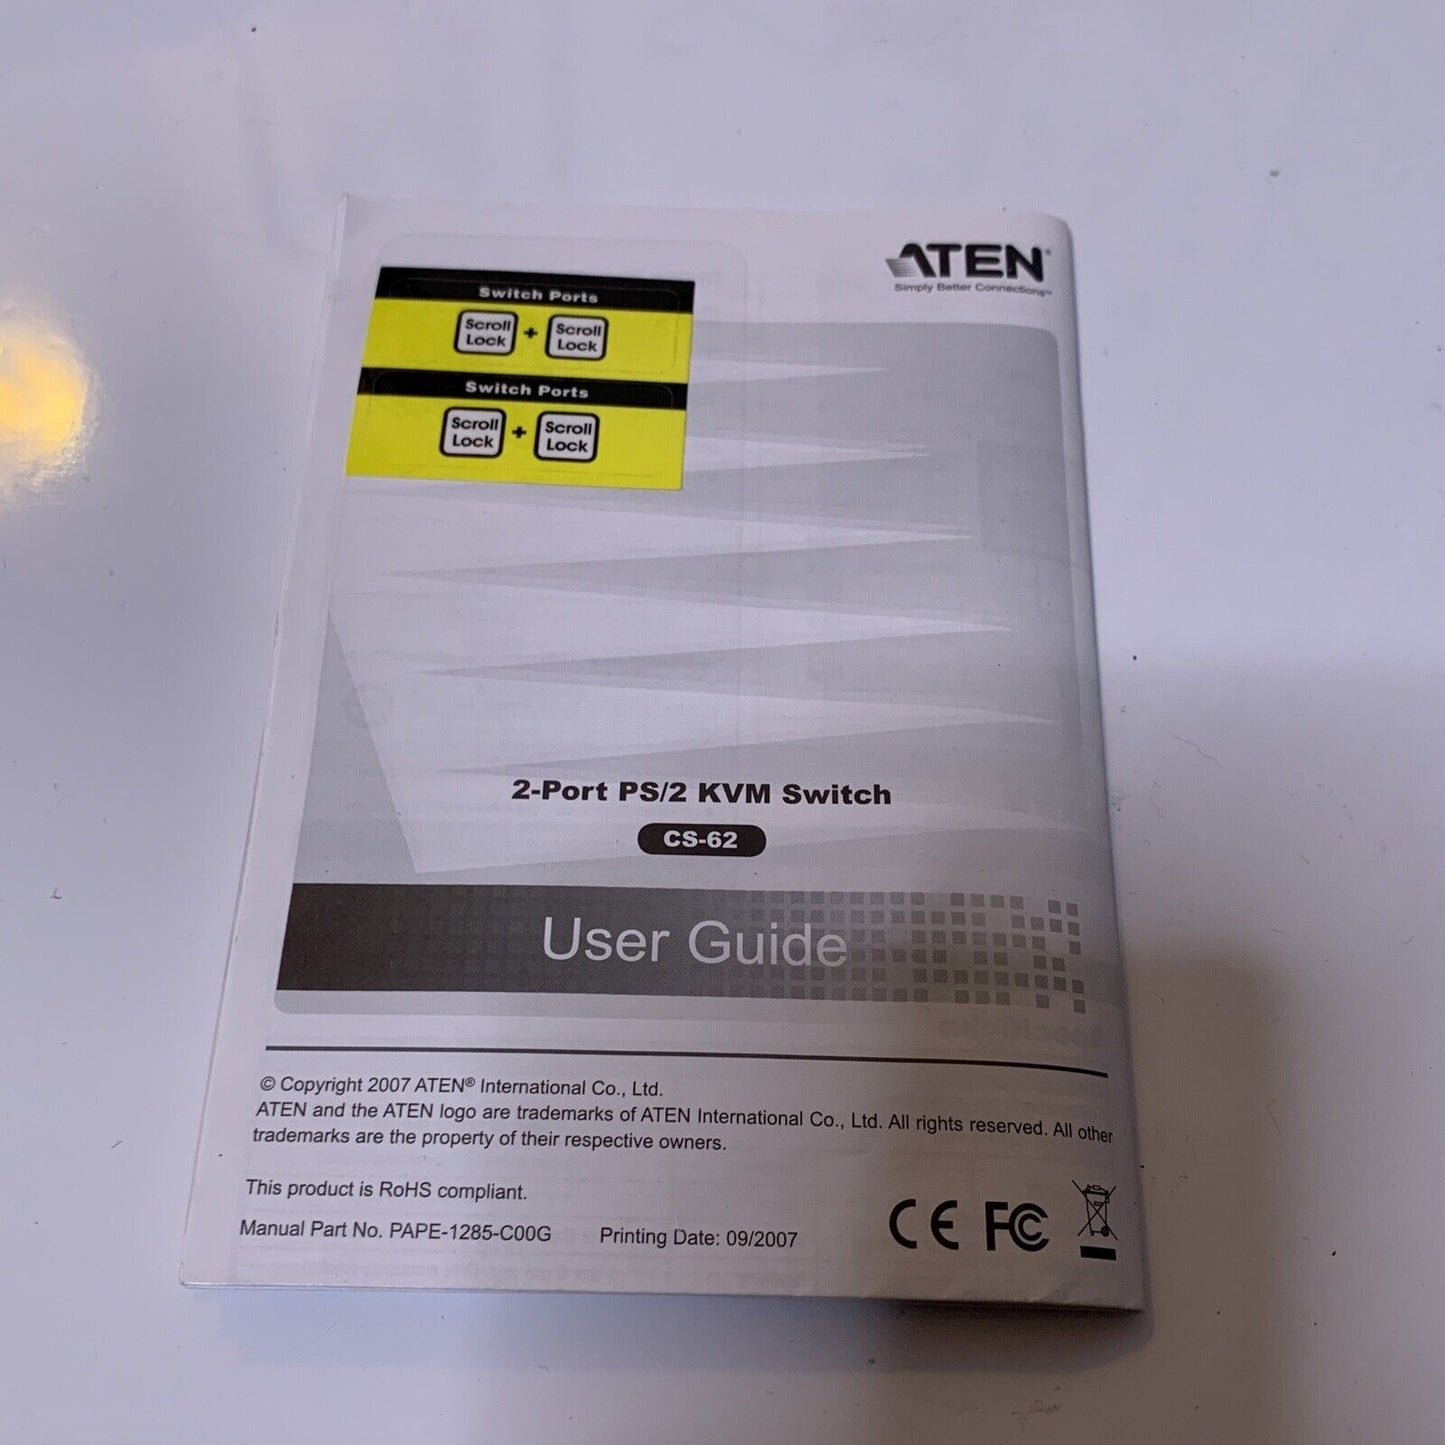 ATEN®
Simply Better Connections™
Switch Ports
Scroll Lock + Scroll Lock
Switch Ports
Scroll Lock + Scroll Lock
2-Port PS/2 KVM Switch
CS-62
User Guide
© Copyright 2007 ATEN® International Co., Ltd.
ATEN and the ATEN logo are trademarks of ATEN International Co., Ltd. All rights reserved. All other
trademarks are the property of their respective owners.
This product is RoHS compliant.
Manual Part No. PAPE-1285-C00G Printing Date: 09/2007
CE FC